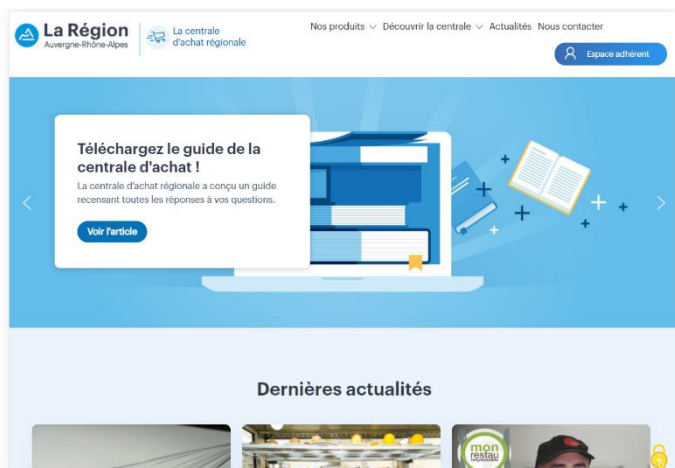 La Région
Auvergne-Rhône-Alpes
La centrale
d'achat régionale
Nos produits Découvrir la centrale Actualités Nous contacter
Espace adhérent
Téléchargez le guide de la
centrale d'achat !
La centrale d'achat régionale a conçu un guide
recensant toutes les réponses à vos questions.
Voir l'article
Dernières actualités
mon
restau
responsable